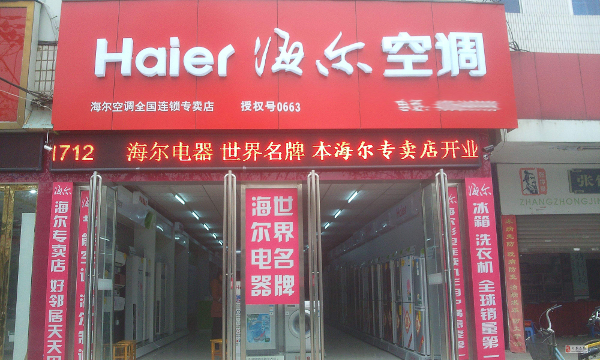 Haier 海尔 空调
海尔空调全国连锁专卖店 授权号0663
1712 海尔电器 世界名牌 本海尔专卖店开业
海尔专卖店 好邻居天天
世界名牌
海尔电器
海尔 冰箱 洗衣机 全球销量第一
ZHANGZHONGJI